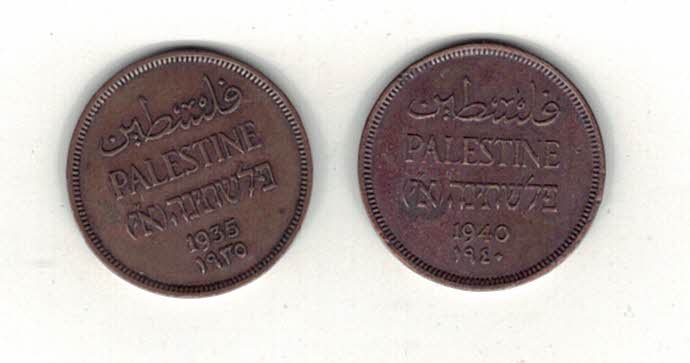 فلسطين
PALESTINE
פלשתינה (א״י)
1935
١٩٣٥
فلسطين
PALESTINE
פלשתינה (א״י)
1940
١٩٤٠